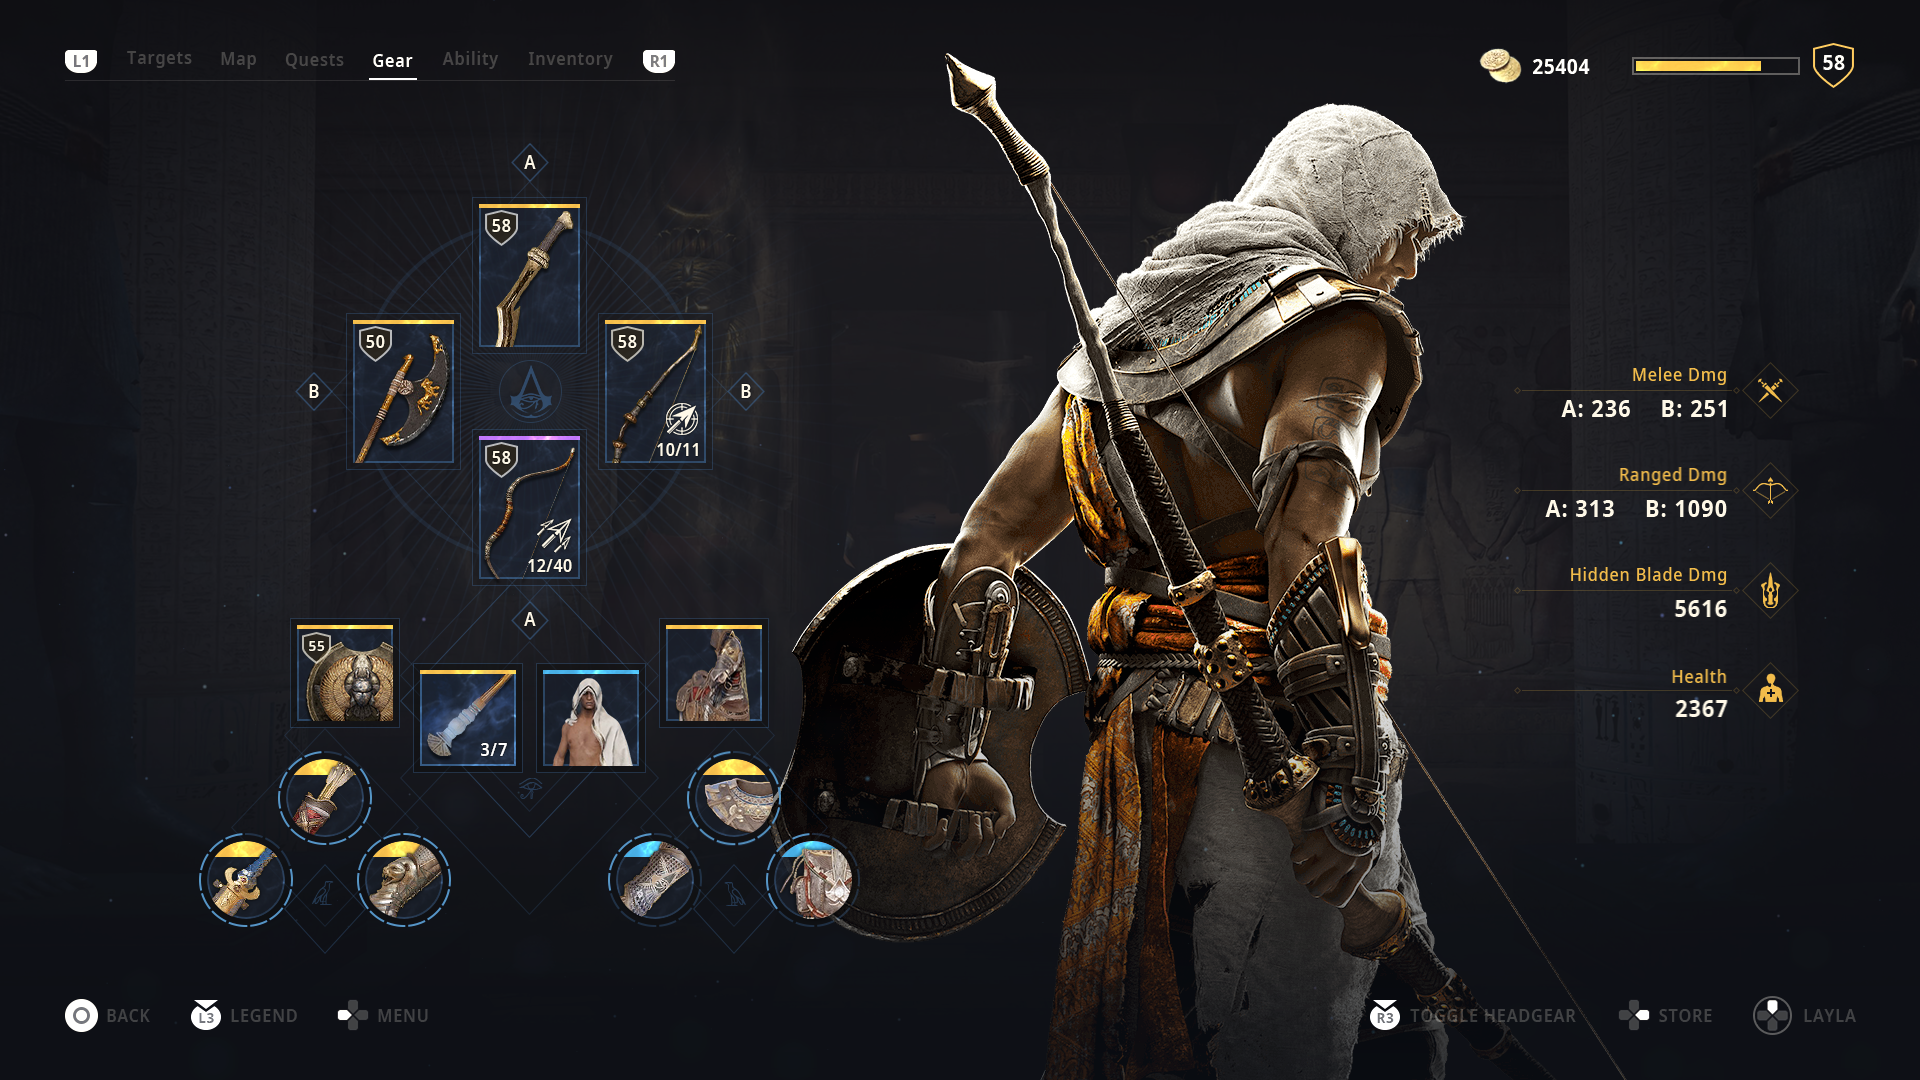 L1 Targets Map Quests Gear Ability Inventory R1
25404
58
A
58
50
58
B
B
10/11
58
12/40
A
55
3/7
Melee Dmg
A: 236 B: 251
Ranged Dmg
A: 313 B: 1090
Hidden Blade Dmg
5616
Health
2367
BACK
L3 LEGEND
MENU
R3 TOGGLE HEADGEAR
STORE
LAYLA